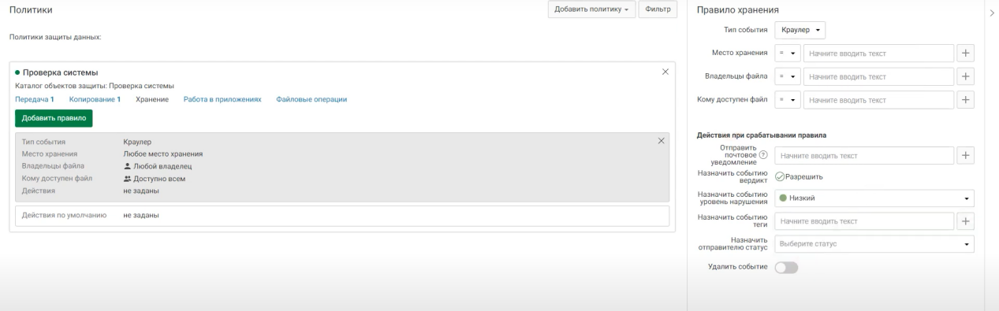 Политики
Добавить политику
Фильтр
Политики защиты данных:
Проверка системы
Каталог объектов защиты: Проверка системы
Передача 1 Копирование 1 Хранение Работа в приложениях Файловые операции
Добавить правило
Тип события Краулер
Место хранения Любое место хранения
Владельцы файла Любой владелец
Кому доступен файл Доступно всем
Действия не заданы
Действия по умолчанию не заданы
Правило хранения
Тип события Краулер
Место хранения = Начните вводить текст +
Владельцы файла = Начните вводить текст +
Кому доступен файл = Начните вводить текст +
Действия при срабатывании правила
Отправить
почтовое ?
уведомление
Начните вводить текст +
Назначить событию
вердикт
Разрешить
Назначить событию
уровень нарушения
Низкий
Назначить событию
теги
Начните вводить текст +
Назначить
отправителю статус
Выберите статус
Удалить событие